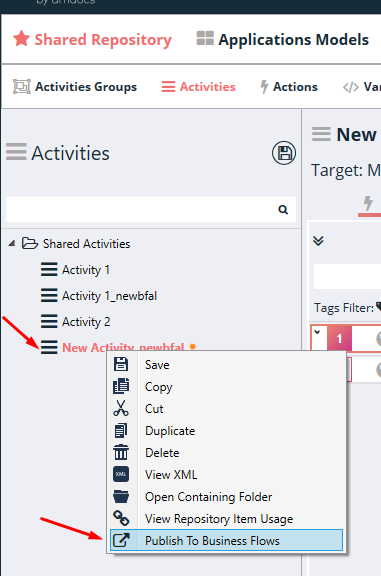 by amdocs
Shared Repository Applications Models
Activities Groups Activities Actions Va
Activities
New
Target: M
Shared Activities
Activity 1
Activity 1_newbfal
Activity 2
New Activity_newbfal
Tags Filter:
1
Save
Copy
Cut
Duplicate
Delete
XML View XML
Open Containing Folder
View Repository Item Usage
Publish To Business Flows